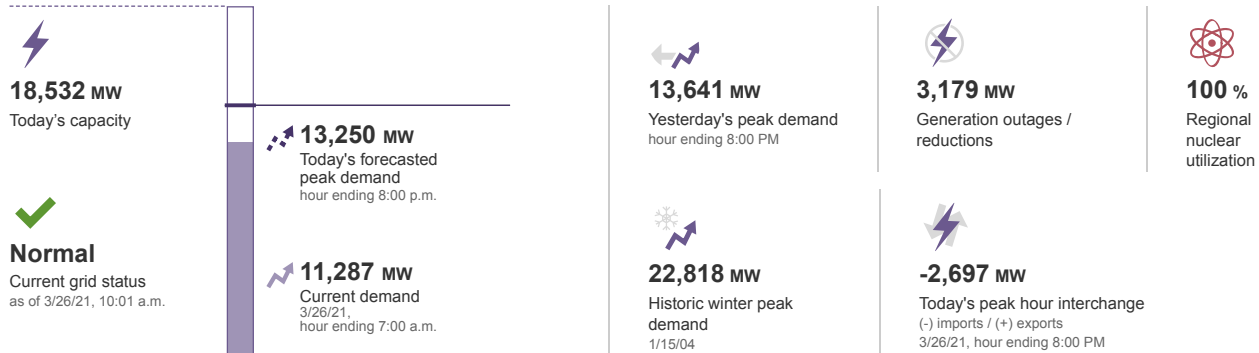 18,532 MW
Today's capacity
Normal
Current grid status
as of 3/26/21, 10:01 a.m.
13,250 MW
Today's forecasted
peak demand
hour ending 8:00 p.m.
11,287 MW
Current demand
3/26/21,
hour ending 7:00 a.m.
13,641 MW
Yesterday's peak demand
hour ending 8:00 PM
3,179 MW
Generation outages /
reductions
100 %
Regional
nuclear
utilization
22,818 MW
Historic winter peak
demand
1/15/04
-2,697 MW
Today's peak hour interchange
(-) imports / (+) exports
3/26/21, hour ending 8:00 PM